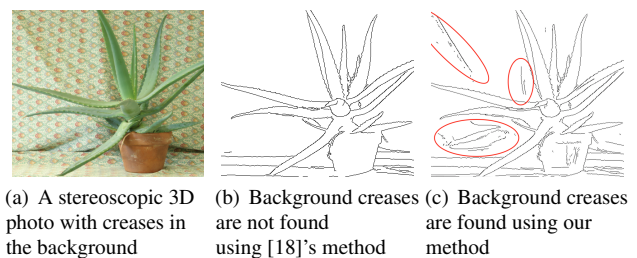 (a) A stereoscopic 3D
photo with creases in
the background
(b) Background creases
are not found
using [18]'s method
(c) Background creases
are found using our
method